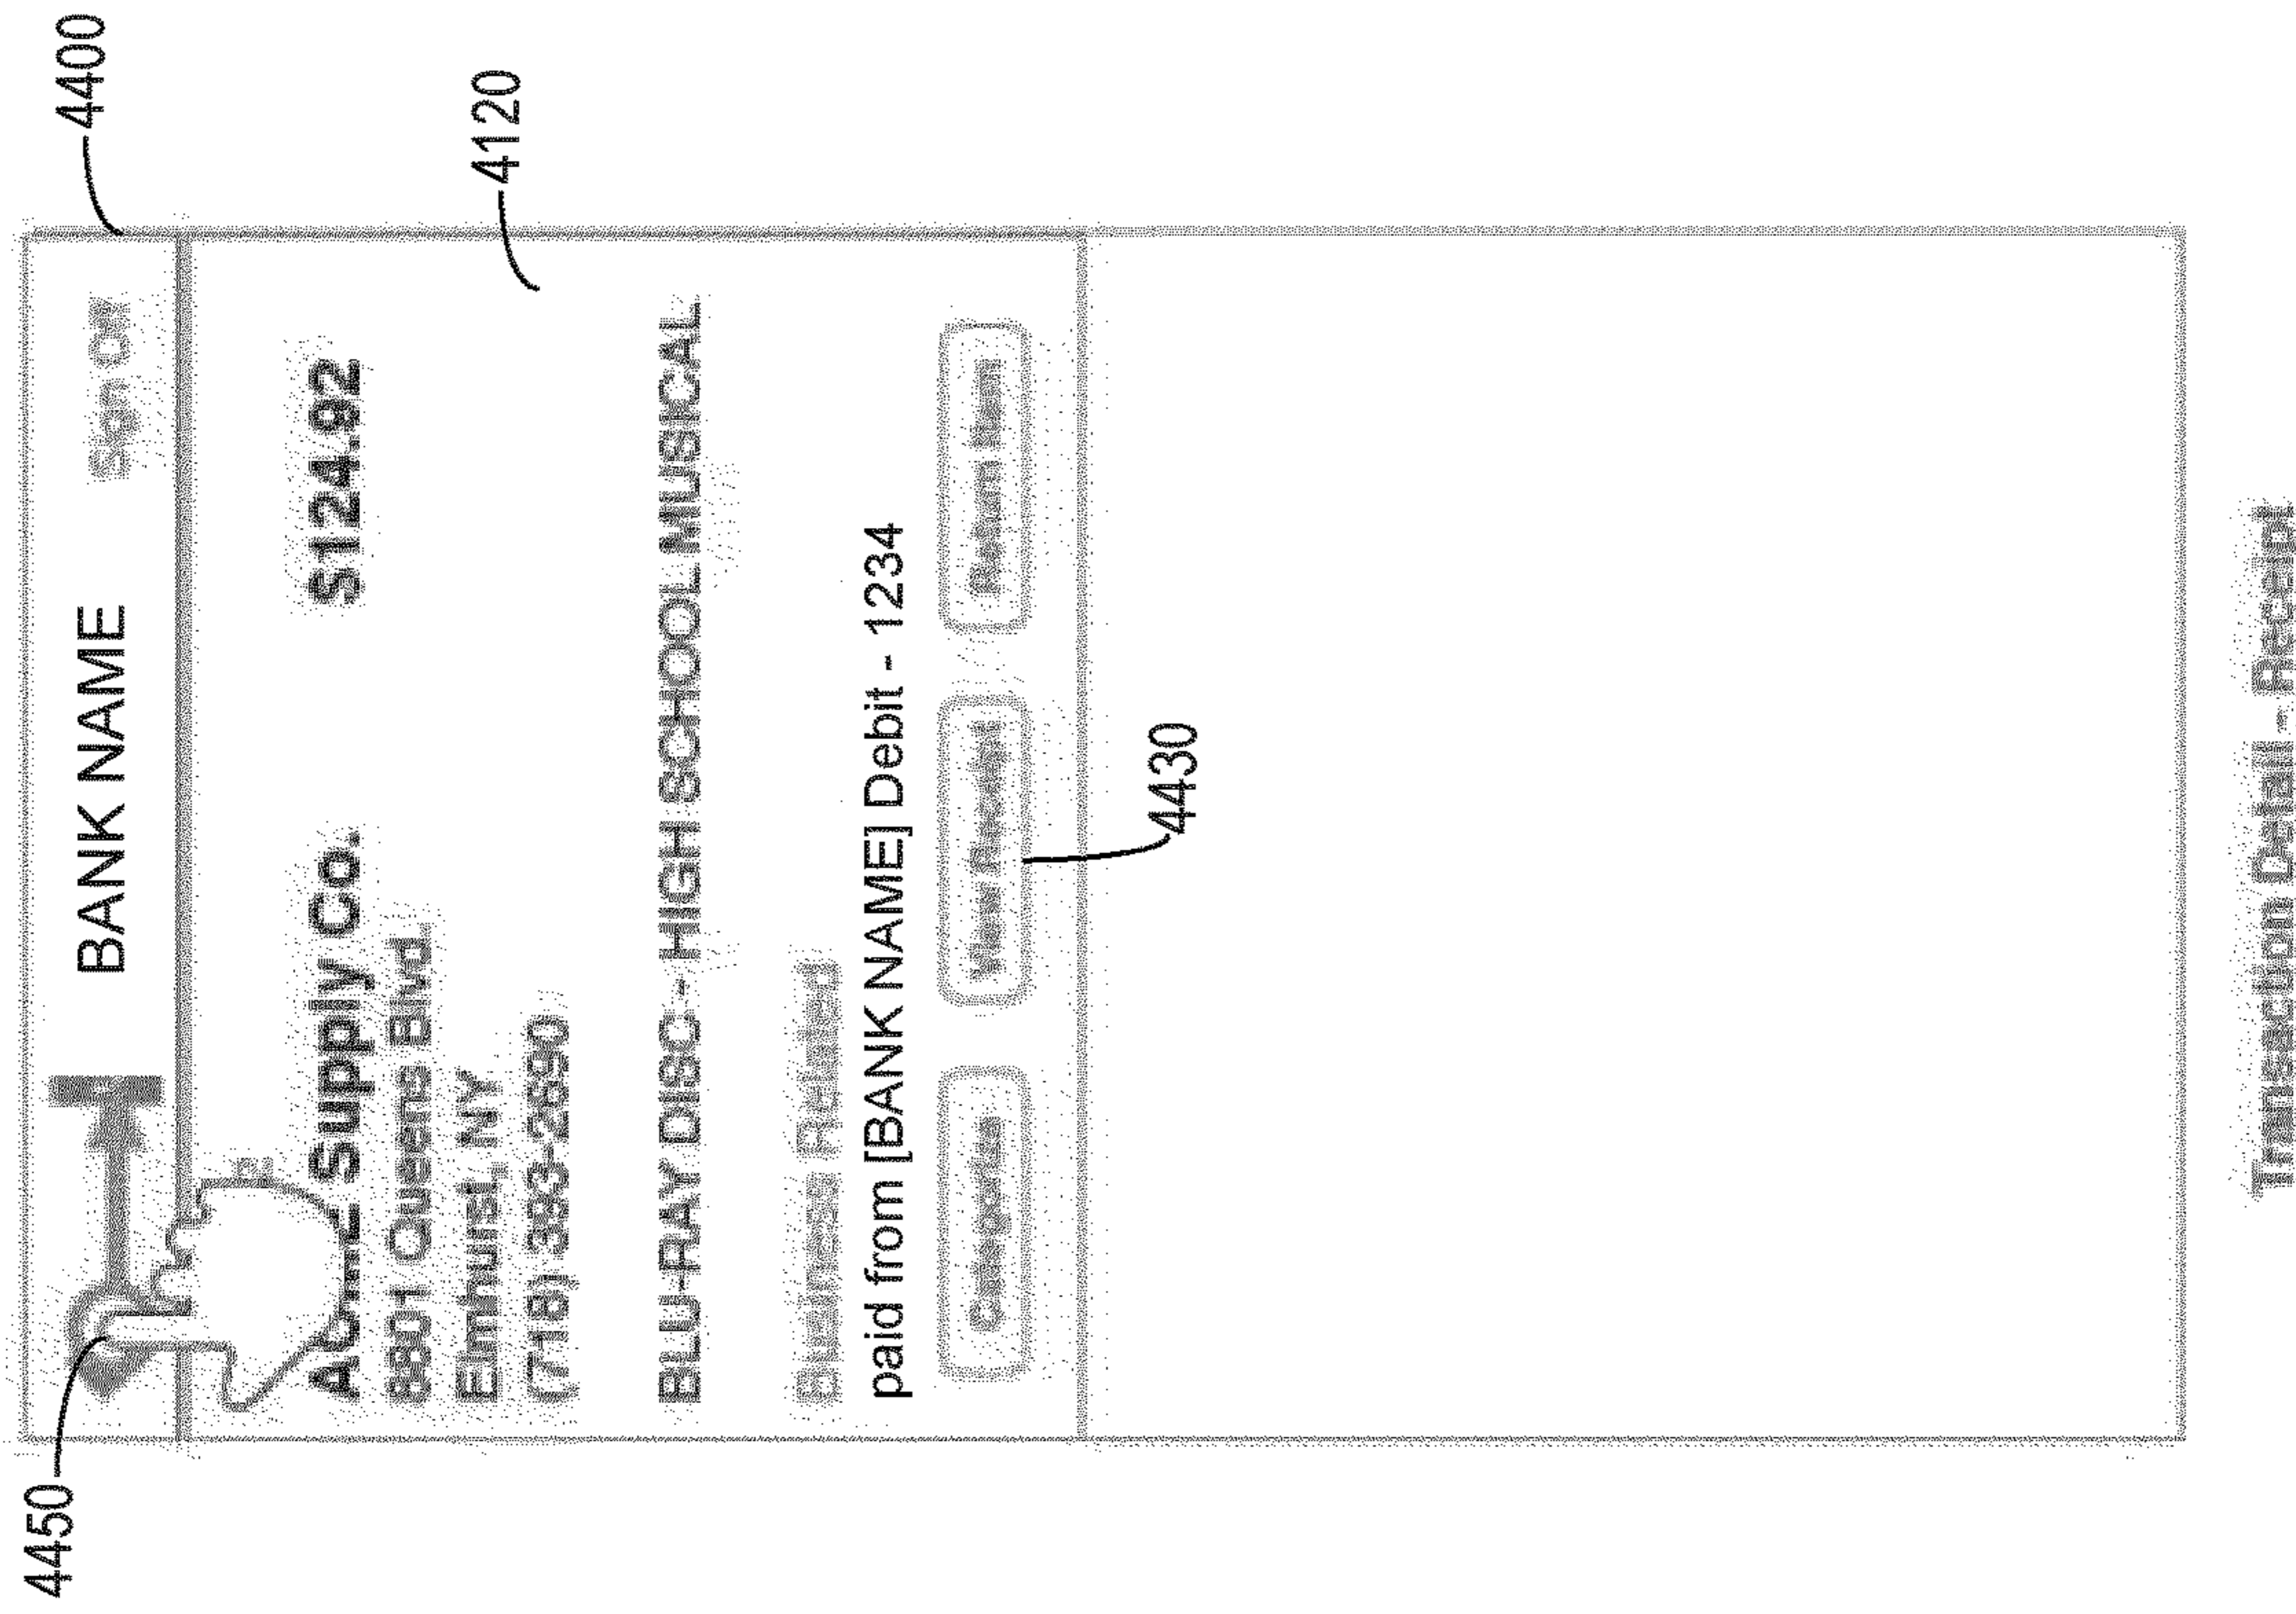 4400
4450
BANK NAME
Sign Off
4120
Acme Supply Co. $124.92
8801 Queens Blvd.
Elmhurst, NY
(718) 393-2690
BLU-RAY DISC - HIGH SCHOOL MUSICAL
Business Related
paid from [BANK NAME] Debit - 1234
Categorize View Receipt Return Item
4430
Transaction Detail - Receipt